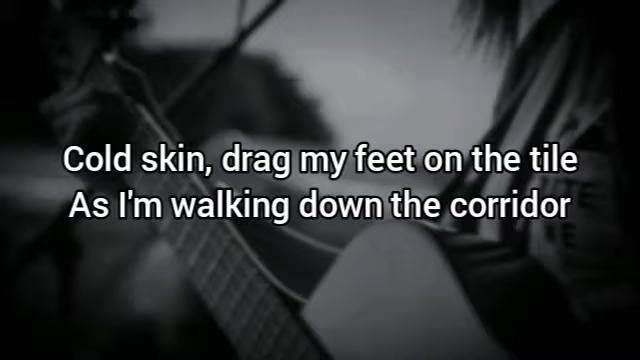 Cold skin, drag my feet on the tile
As I'm walking down the corridor